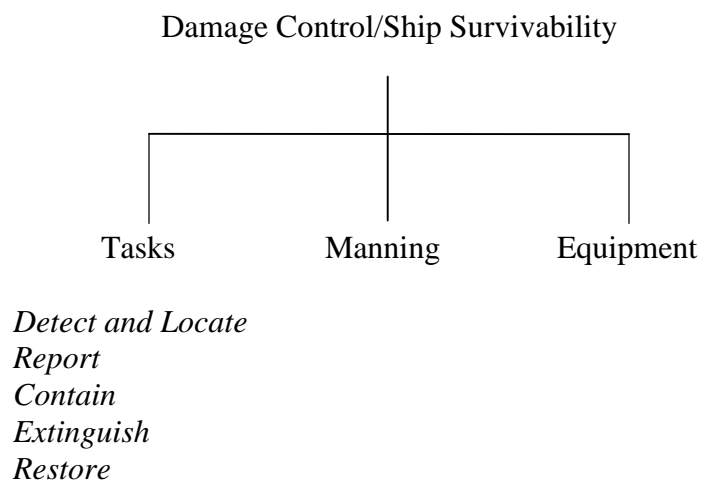 Damage Control/Ship Survivability
Tasks Manning Equipment
Detect and Locate
Report
Contain
Extinguish
Restore